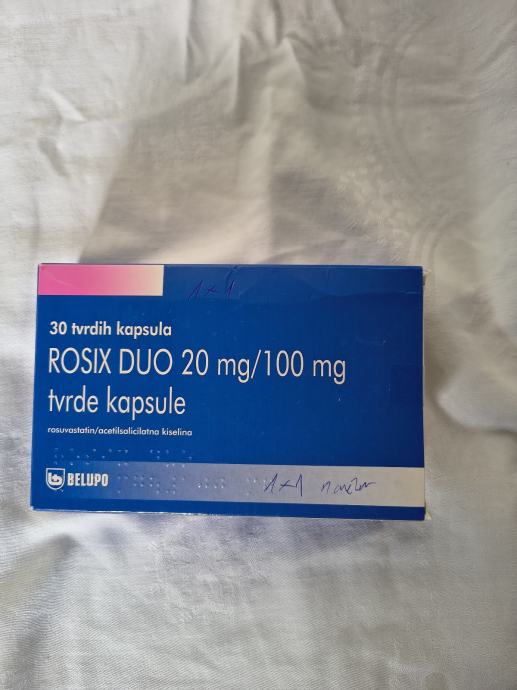 1x1
30 tvrdih kapsula
ROSIX DUO 20 mg/100 mg
tvrde kapsule
rosuvastatin/acetilsalicilatna kiselina
BELUPO
1x1